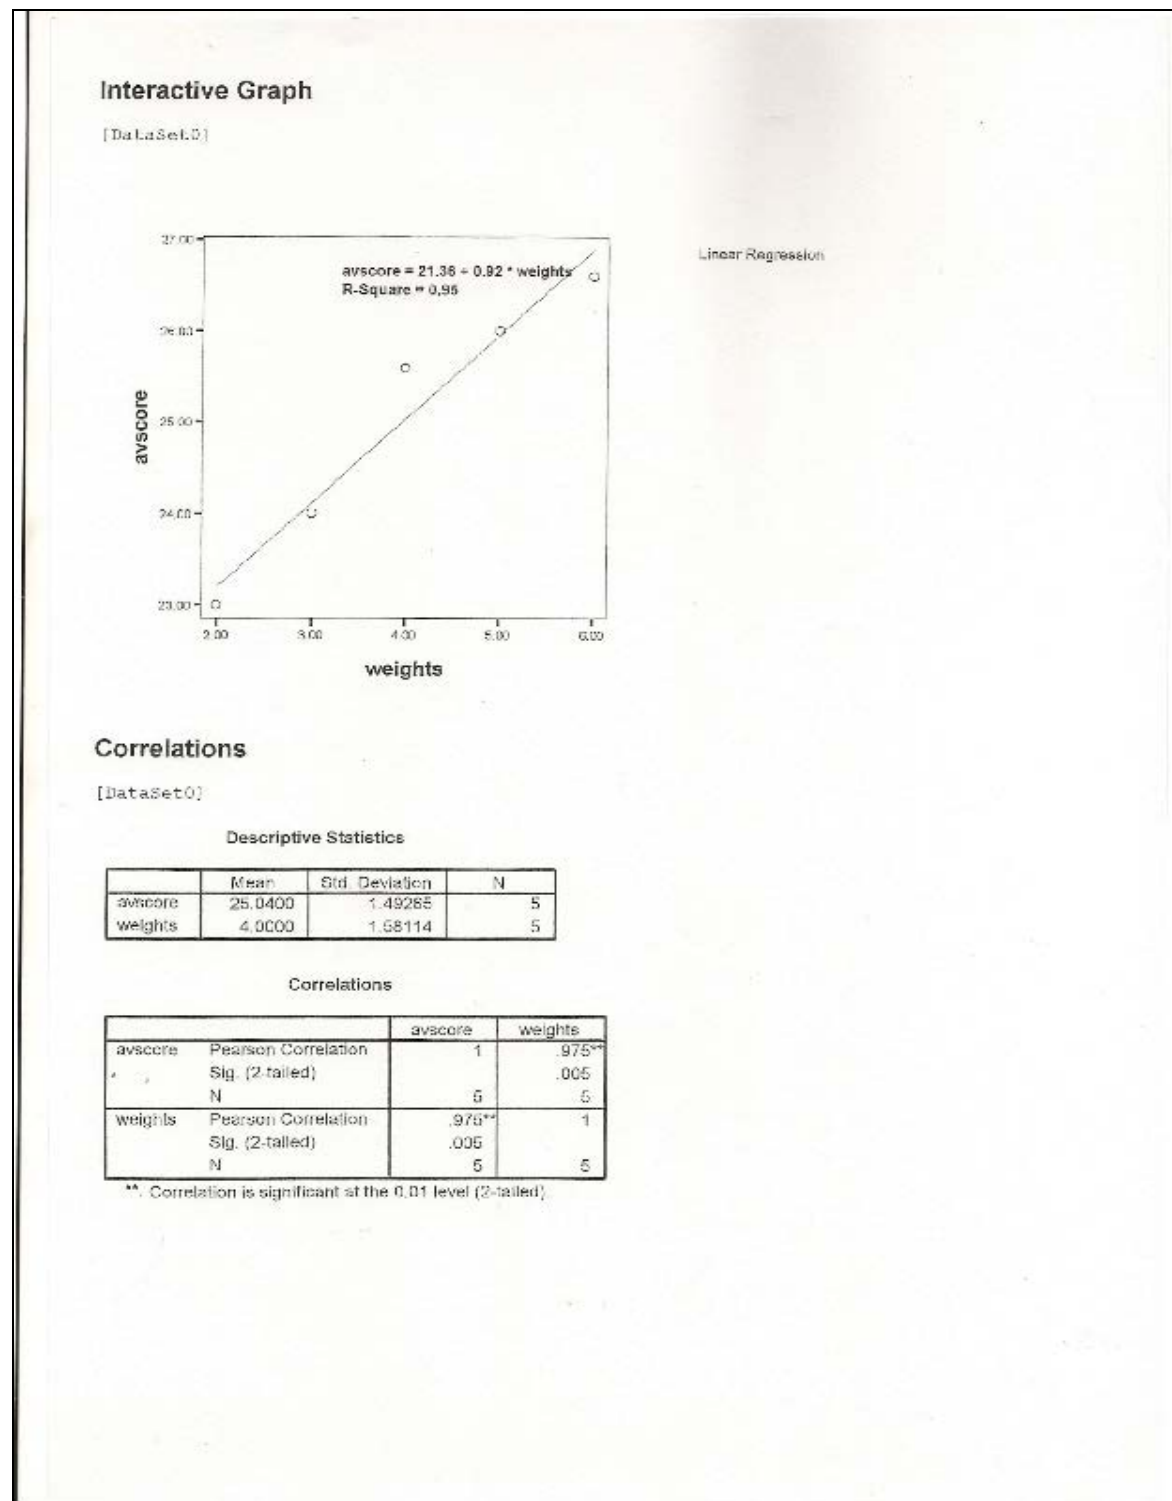 Interactive Graph
[DataSet0]
27.00
avscore = 21.36 + 0.92 * weights
R-Square = 0.95
Linear Regression
26.00
25.00
avscore
24.00
23.00
2.00 3.00 4.00 5.00 6.00
weights
Correlations
[DataSet0]
Descriptive Statistics
Mean Std. Deviation N
avscore 25.0400 1.49265 5
weights 4.0000 1.58114 5
Correlations
avscore weights
avscore Pearson Correlation 1 .975**
Sig. (2-tailed) .005
N 5 5
weights Pearson Correlation .975** 1
Sig. (2-tailed) .005
N 5 5
**. Correlation is significant at the 0.01 level (2-tailed).